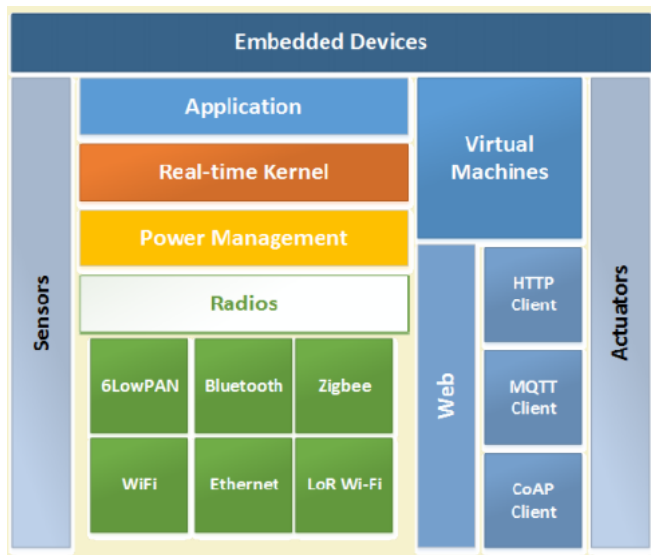 Embedded Devices
Sensors
Application
Real-time Kernel
Power Management
Radios
6LowPAN
Bluetooth
Zigbee
WiFi
Ethernet
LoR Wi-Fi
Virtual
Machines
Web
HTTP
Client
MQTT
Client
CoAP
Client
Actuators